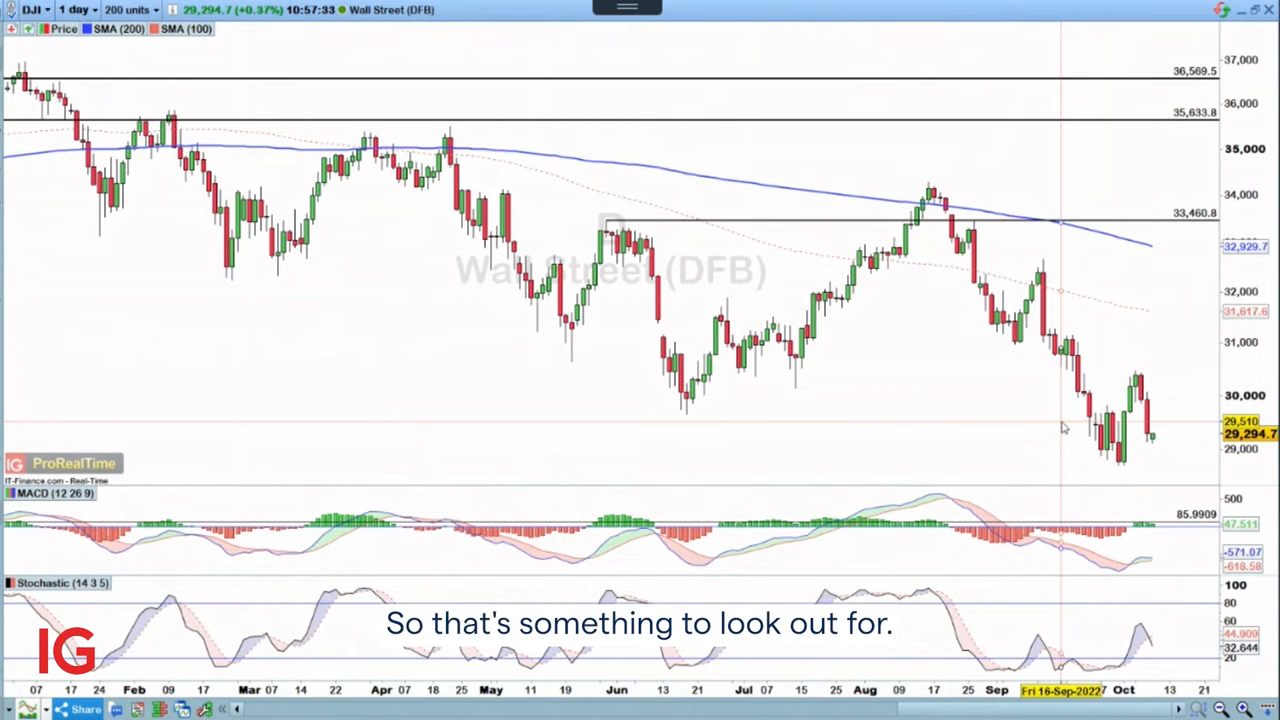 DJI 1 day 200 units 29,294.7 (+0.37%) 10:57:33 Wall Street (DFB)
Price SMA (200) SMA (100)
37,000
36,569.5
36,000
35,633.8
35,000
34,000
33,460.8
D
32,929.7
Wall Street (DFB)
32,000
31,617.6
31,000
30,000
29,510
29,294.7
29,000
IG ProRealTime
IT-Finance.com - Real-Time
MACD (12 26 9)
500
85.9909
47.511
-571.07
-618.58
Stochastic (14 3 5)
100
80
60
44.909
32.644
20
So that's something to look out for.
IG
07 17 24 Feb 09 17 Mar 07 14 24 Apr 07 18 May 11 19 Jun 13 21 Jul 07 15 Aug 09 17 25 Sep Fri 16-Sep-2022 7 Oct 13 21
Share